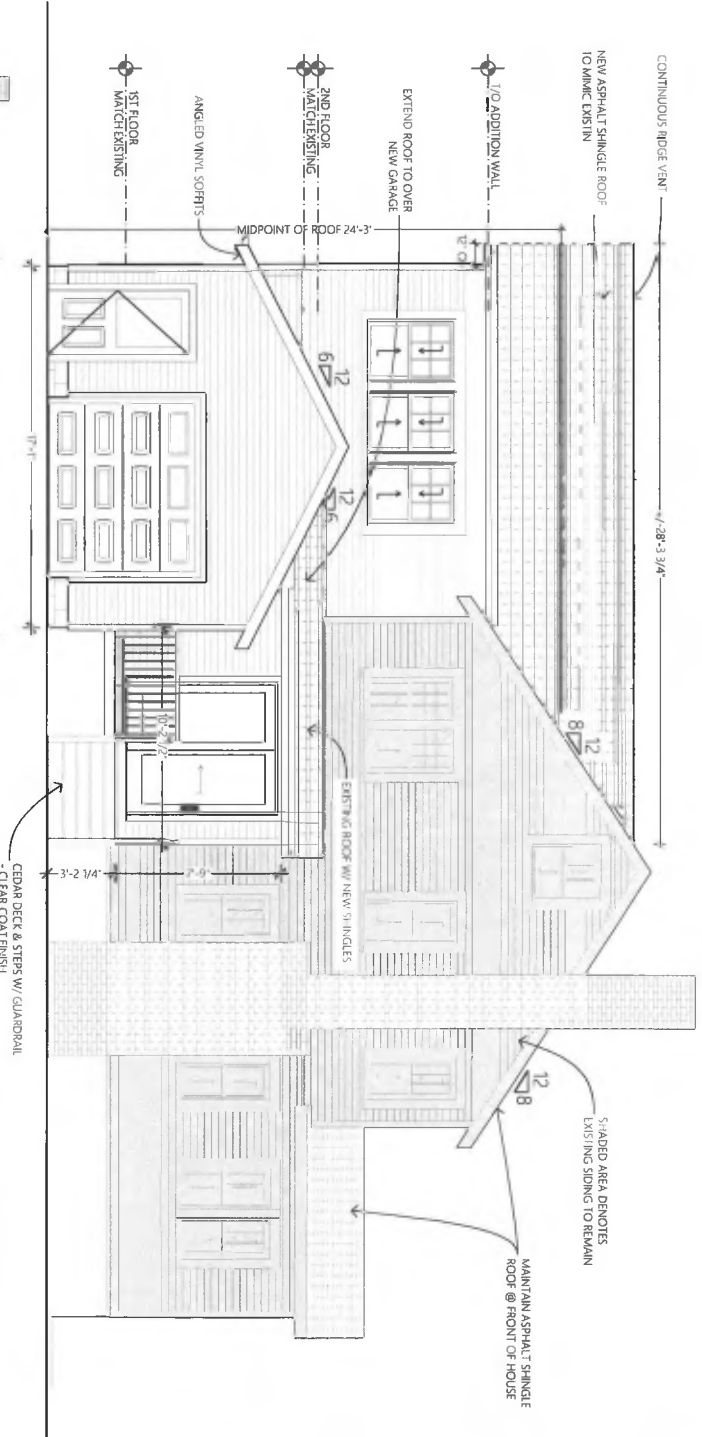 CONTINUOUS RIDGE VENT
NEW ASPHALT SHINGLE ROOF
TO MIMIC EXISTIN
+/-28'-3 3/4"
T/O ADDITION WALL
12"
EXTEND ROOF TO OVER
NEW GARAGE
2ND FLOOR
MATCH EXISTING
ANGLED VINYL SOFFITS
1ST FLOOR
MATCH EXISTING
MIDPOINT OF ROOF 24'-3"
12
6
12
6
12
8
12
8
SHADED AREA DENOTES
EXISTING SIDING TO REMAIN
MAINTAIN ASPHALT SHINGLE
ROOF @ FRONT OF HOUSE
EXISTING ROOF W/ NEW SHINGLES
10'-2 1/2"
7'-9"
3'-2 1/4"
17'-1"
CEDAR DECK & STEPS W/ GUARDRAIL
- CLEAR COAT FINISH